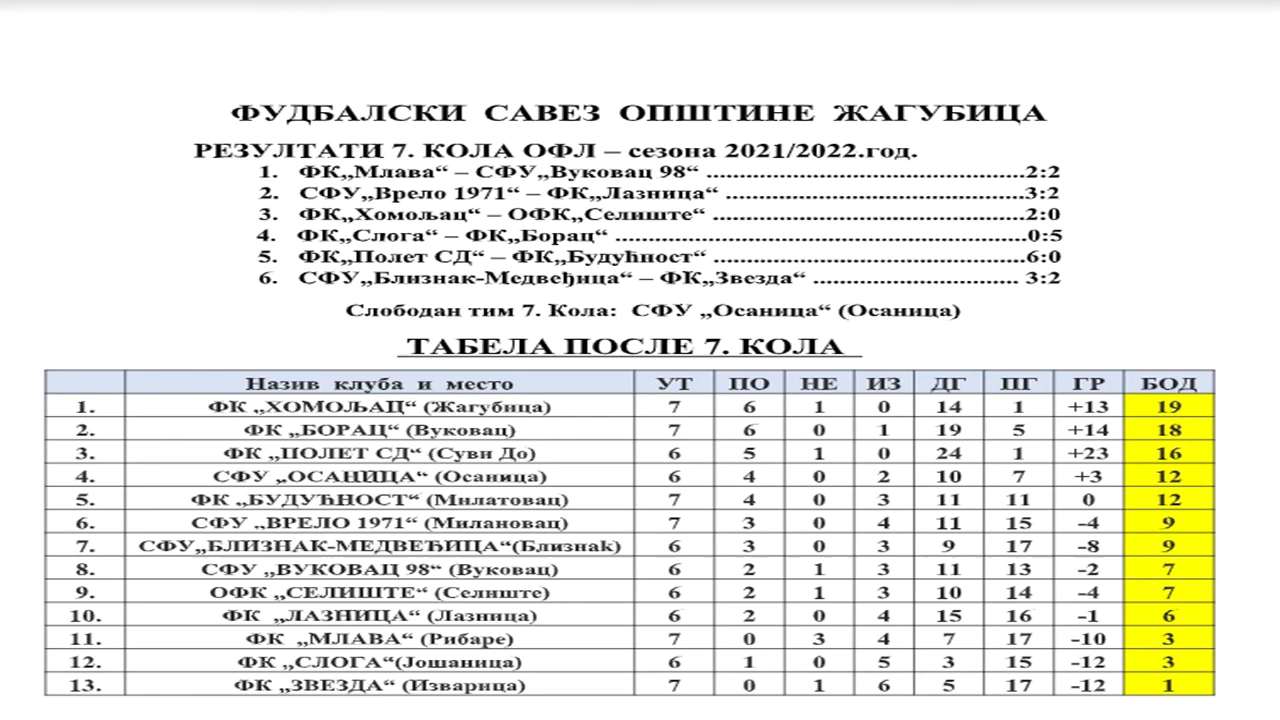 ФУДБАЛСКИ САВЕЗ ОПШТИНЕ ЖАГУБИЦА
РЕЗУЛТАТИ 7. КОЛА ОФЛ – сезона 2021/2022.год.
1. ФК„Млава“ – СФУ„Вуковац 98“ ................................................2:2
2. СФУ„Врело 1971“ – ФК„Лазница“ .............................................3:2
3. ФК„Хомољац“ – ОФК„Селиште“ ...............................................2:0
4. ФК„Слога“ – ФК„Борац“ ..............................................................0:5
5. ФК„Полет СД“ – ФК„Будућност“ ...............................................6:0
6. СФУ„Близнак-Медвеђица“ – ФК„Звезда“ ............................... 3:2
Слободан тим 7. Кола: СФУ „Осаница“ (Осаница)
ТАБЕЛА ПОСЛЕ 7. КОЛА
Назив клуба и место УТ ПО НЕ ИЗ ДГ ПГ ГР БОД
1. ФК „ХОМОЉАЦ“ (Жагубица) 7 6 1 0 14 1 +13 19
2. ФК „БОРАЦ“ (Вуковац) 7 6 0 1 19 5 +14 18
3. ФК „ПОЛЕТ СД“ (Суви До) 6 5 1 0 24 1 +23 16
4. СФУ „ОСАНИЦА“ (Осаница) 6 4 0 2 10 7 +3 12
5. ФК „БУДУЋНОСТ“ (Милатовац) 7 4 0 3 11 11 0 12
6. СФУ „ВРЕЛО 1971“ (Милановац) 7 3 0 4 11 15 -4 9
7. СФУ„БЛИЗНАК-МЕДВЕЂИЦА“(Близнak) 6 3 0 3 9 17 -8 9
8. СФУ „ВУКОВАЦ 98“ (Вуковац) 6 2 1 3 11 13 -2 7
9. ОФК „СЕЛИШТЕ“ (Селиште) 6 2 1 3 10 14 -4 7
10. ФК „ЛАЗНИЦА“ (Лазница) 6 2 0 4 15 16 -1 6
11. ФК „МЛАВА“ (Рибаре) 7 0 3 4 7 17 -10 3
12. ФК „СЛОГА“(Јошаница) 6 1 0 5 3 15 -12 3
13. ФК „ЗВЕЗДА“ (Изварица) 7 0 1 6 5 17 -12 1